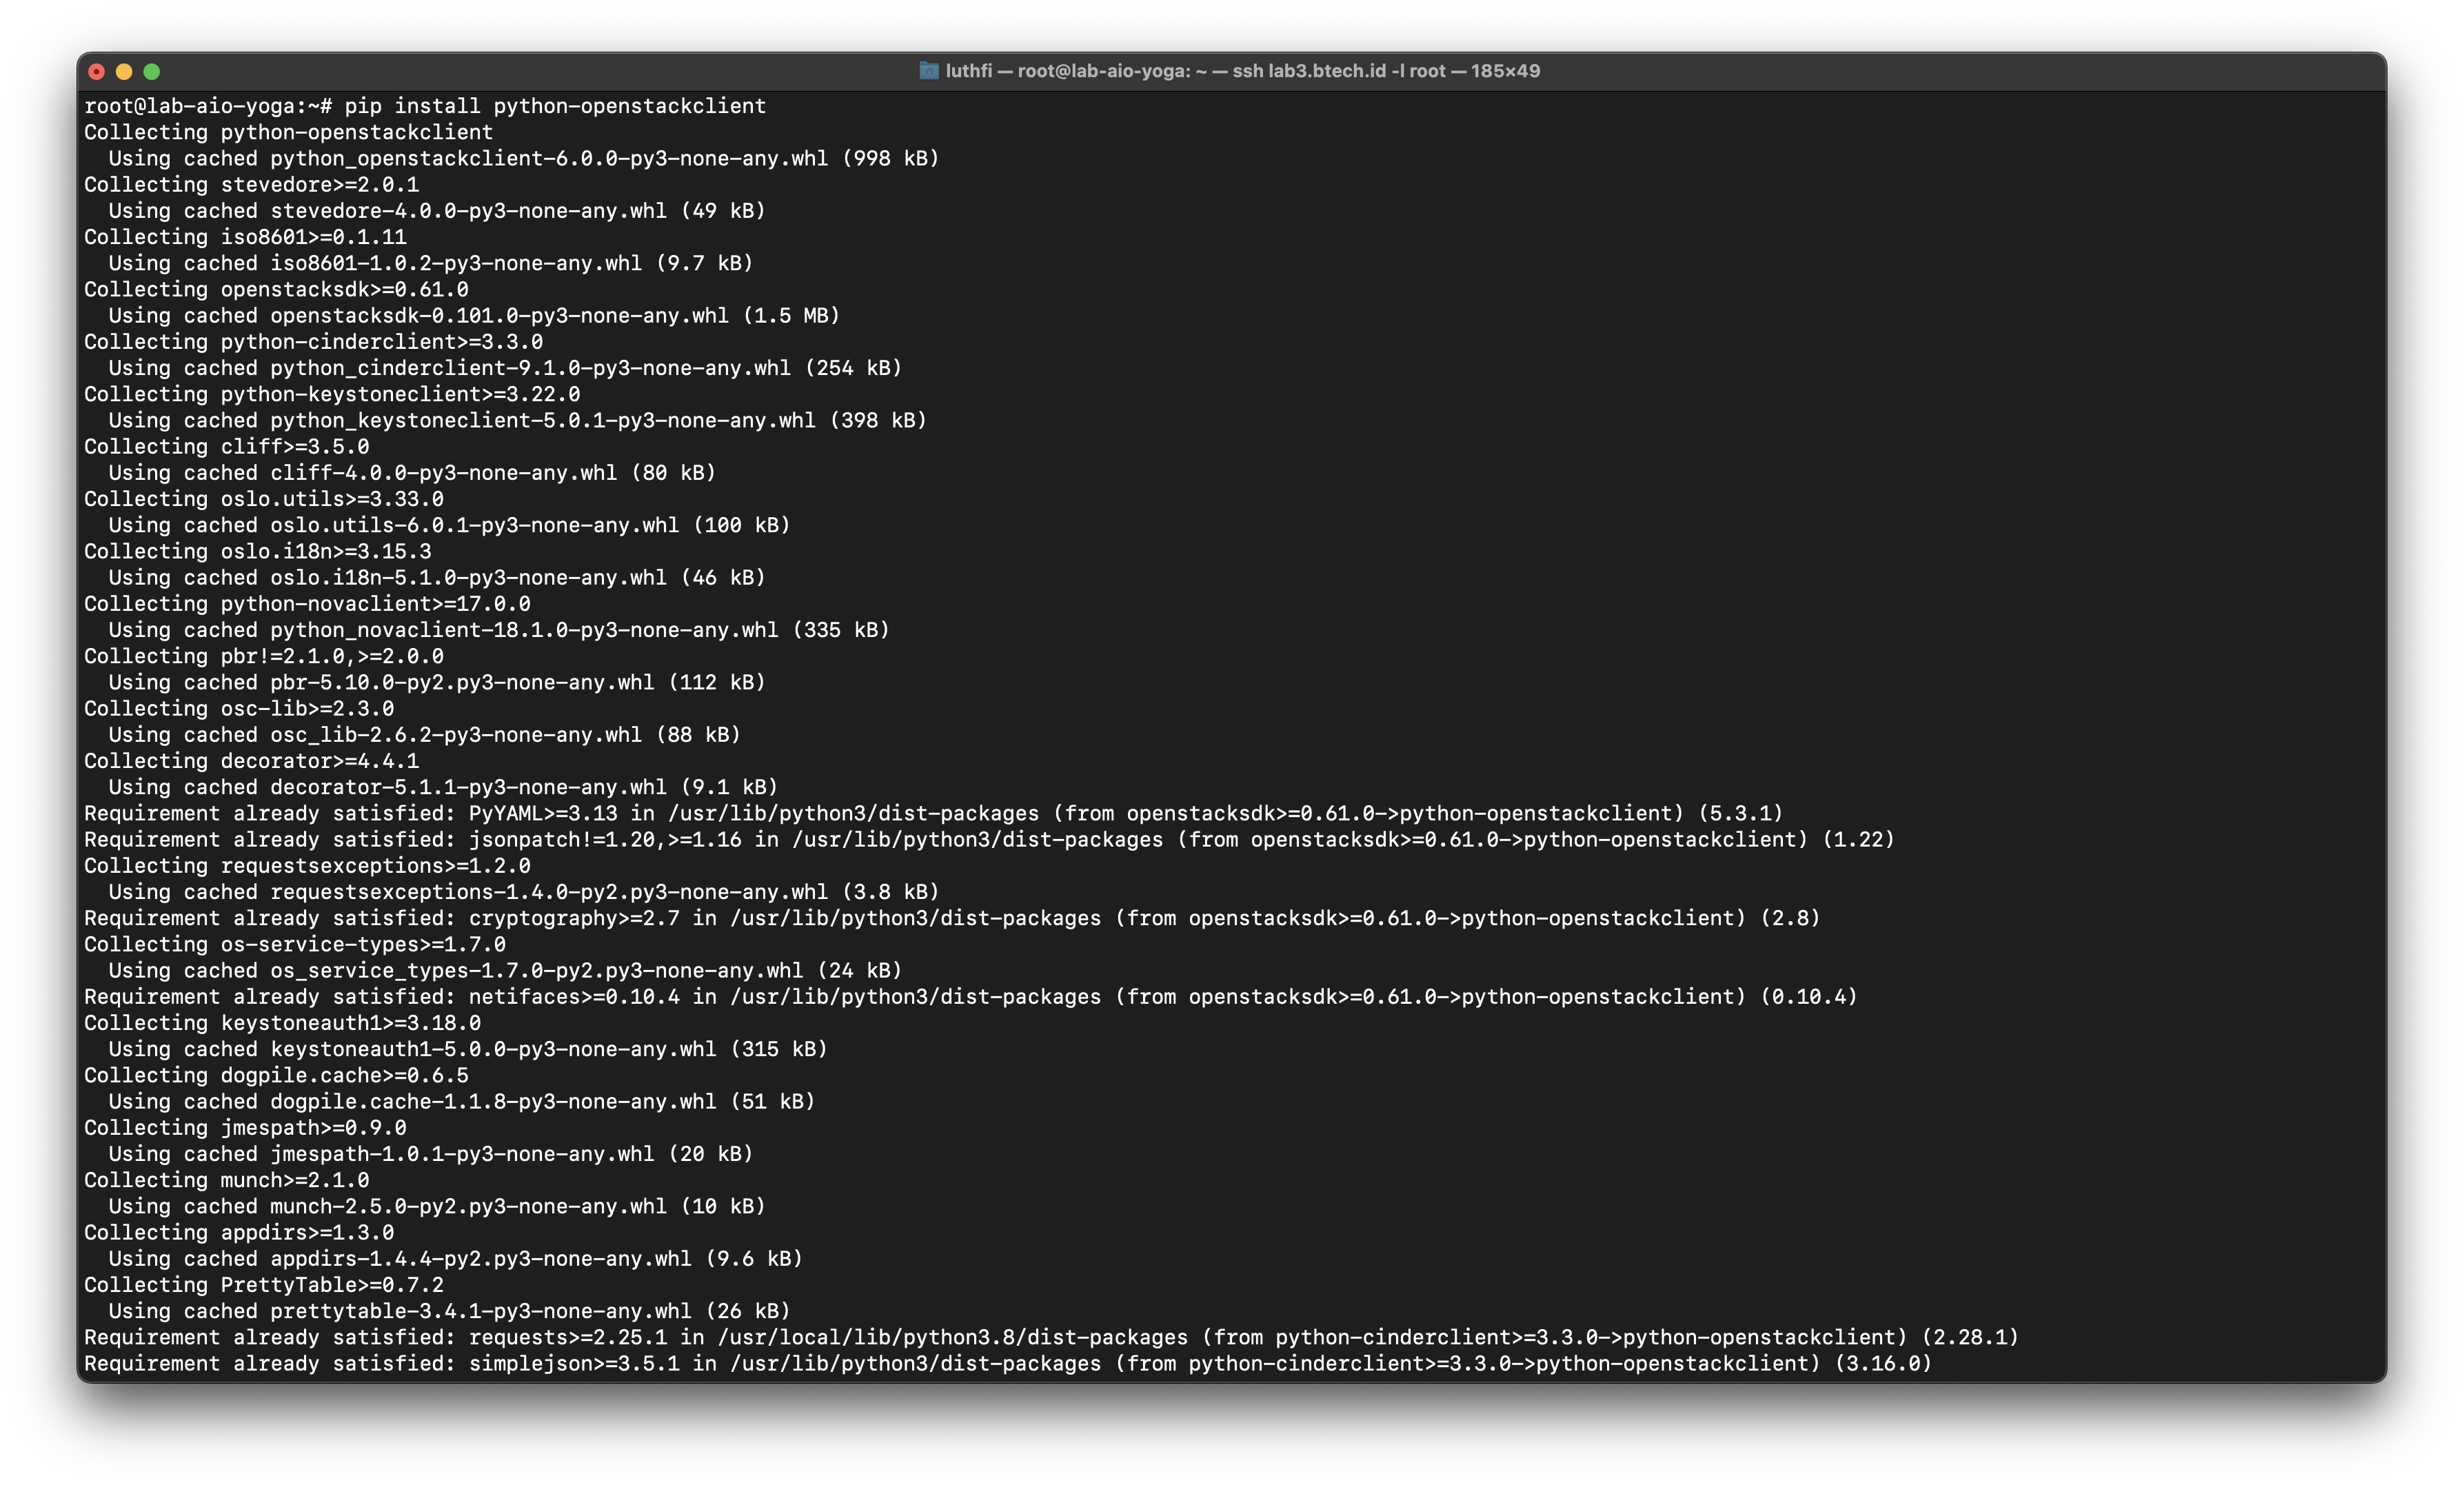 luthfi — root@lab-aio-yoga: ~ — ssh lab3.btech.id -l root — 185×49
root@lab-aio-yoga:~# pip install python-openstackclient
Collecting python-openstackclient
  Using cached python_openstackclient-6.0.0-py3-none-any.whl (998 kB)
Collecting stevedore>=2.0.1
  Using cached stevedore-4.0.0-py3-none-any.whl (49 kB)
Collecting iso8601>=0.1.11
  Using cached iso8601-1.0.2-py3-none-any.whl (9.7 kB)
Collecting openstacksdk>=0.61.0
  Using cached openstacksdk-0.101.0-py3-none-any.whl (1.5 MB)
Collecting python-cinderclient>=3.3.0
  Using cached python_cinderclient-9.1.0-py3-none-any.whl (254 kB)
Collecting python-keystoneclient>=3.22.0
  Using cached python_keystoneclient-5.0.1-py3-none-any.whl (398 kB)
Collecting cliff>=3.5.0
  Using cached cliff-4.0.0-py3-none-any.whl (80 kB)
Collecting oslo.utils>=3.33.0
  Using cached oslo.utils-6.0.1-py3-none-any.whl (100 kB)
Collecting oslo.i18n>=3.15.3
  Using cached oslo.i18n-5.1.0-py3-none-any.whl (46 kB)
Collecting python-novaclient>=17.0.0
  Using cached python_novaclient-18.1.0-py3-none-any.whl (335 kB)
Collecting pbr!=2.1.0,>=2.0.0
  Using cached pbr-5.10.0-py2.py3-none-any.whl (112 kB)
Collecting osc-lib>=2.3.0
  Using cached osc_lib-2.6.2-py3-none-any.whl (88 kB)
Collecting decorator>=4.4.1
  Using cached decorator-5.1.1-py3-none-any.whl (9.1 kB)
Requirement already satisfied: PyYAML>=3.13 in /usr/lib/python3/dist-packages (from openstacksdk>=0.61.0->python-openstackclient) (5.3.1)
Requirement already satisfied: jsonpatch!=1.20,>=1.16 in /usr/lib/python3/dist-packages (from openstacksdk>=0.61.0->python-openstackclient) (1.22)
Collecting requestsexceptions>=1.2.0
  Using cached requestsexceptions-1.4.0-py2.py3-none-any.whl (3.8 kB)
Requirement already satisfied: cryptography>=2.7 in /usr/lib/python3/dist-packages (from openstacksdk>=0.61.0->python-openstackclient) (2.8)
Collecting os-service-types>=1.7.0
  Using cached os_service_types-1.7.0-py2.py3-none-any.whl (24 kB)
Requirement already satisfied: netifaces>=0.10.4 in /usr/lib/python3/dist-packages (from openstacksdk>=0.61.0->python-openstackclient) (0.10.4)
Collecting keystoneauth1>=3.18.0
  Using cached keystoneauth1-5.0.0-py3-none-any.whl (315 kB)
Collecting dogpile.cache>=0.6.5
  Using cached dogpile.cache-1.1.8-py3-none-any.whl (51 kB)
Collecting jmespath>=0.9.0
  Using cached jmespath-1.0.1-py3-none-any.whl (20 kB)
Collecting munch>=2.1.0
  Using cached munch-2.5.0-py2.py3-none-any.whl (10 kB)
Collecting appdirs>=1.3.0
  Using cached appdirs-1.4.4-py2.py3-none-any.whl (9.6 kB)
Collecting PrettyTable>=0.7.2
  Using cached prettytable-3.4.1-py3-none-any.whl (26 kB)
Requirement already satisfied: requests>=2.25.1 in /usr/local/lib/python3.8/dist-packages (from python-cinderclient>=3.3.0->python-openstackclient) (2.28.1)
Requirement already satisfied: simplejson>=3.5.1 in /usr/lib/python3/dist-packages (from python-cinderclient>=3.3.0->python-openstackclient) (3.16.0)